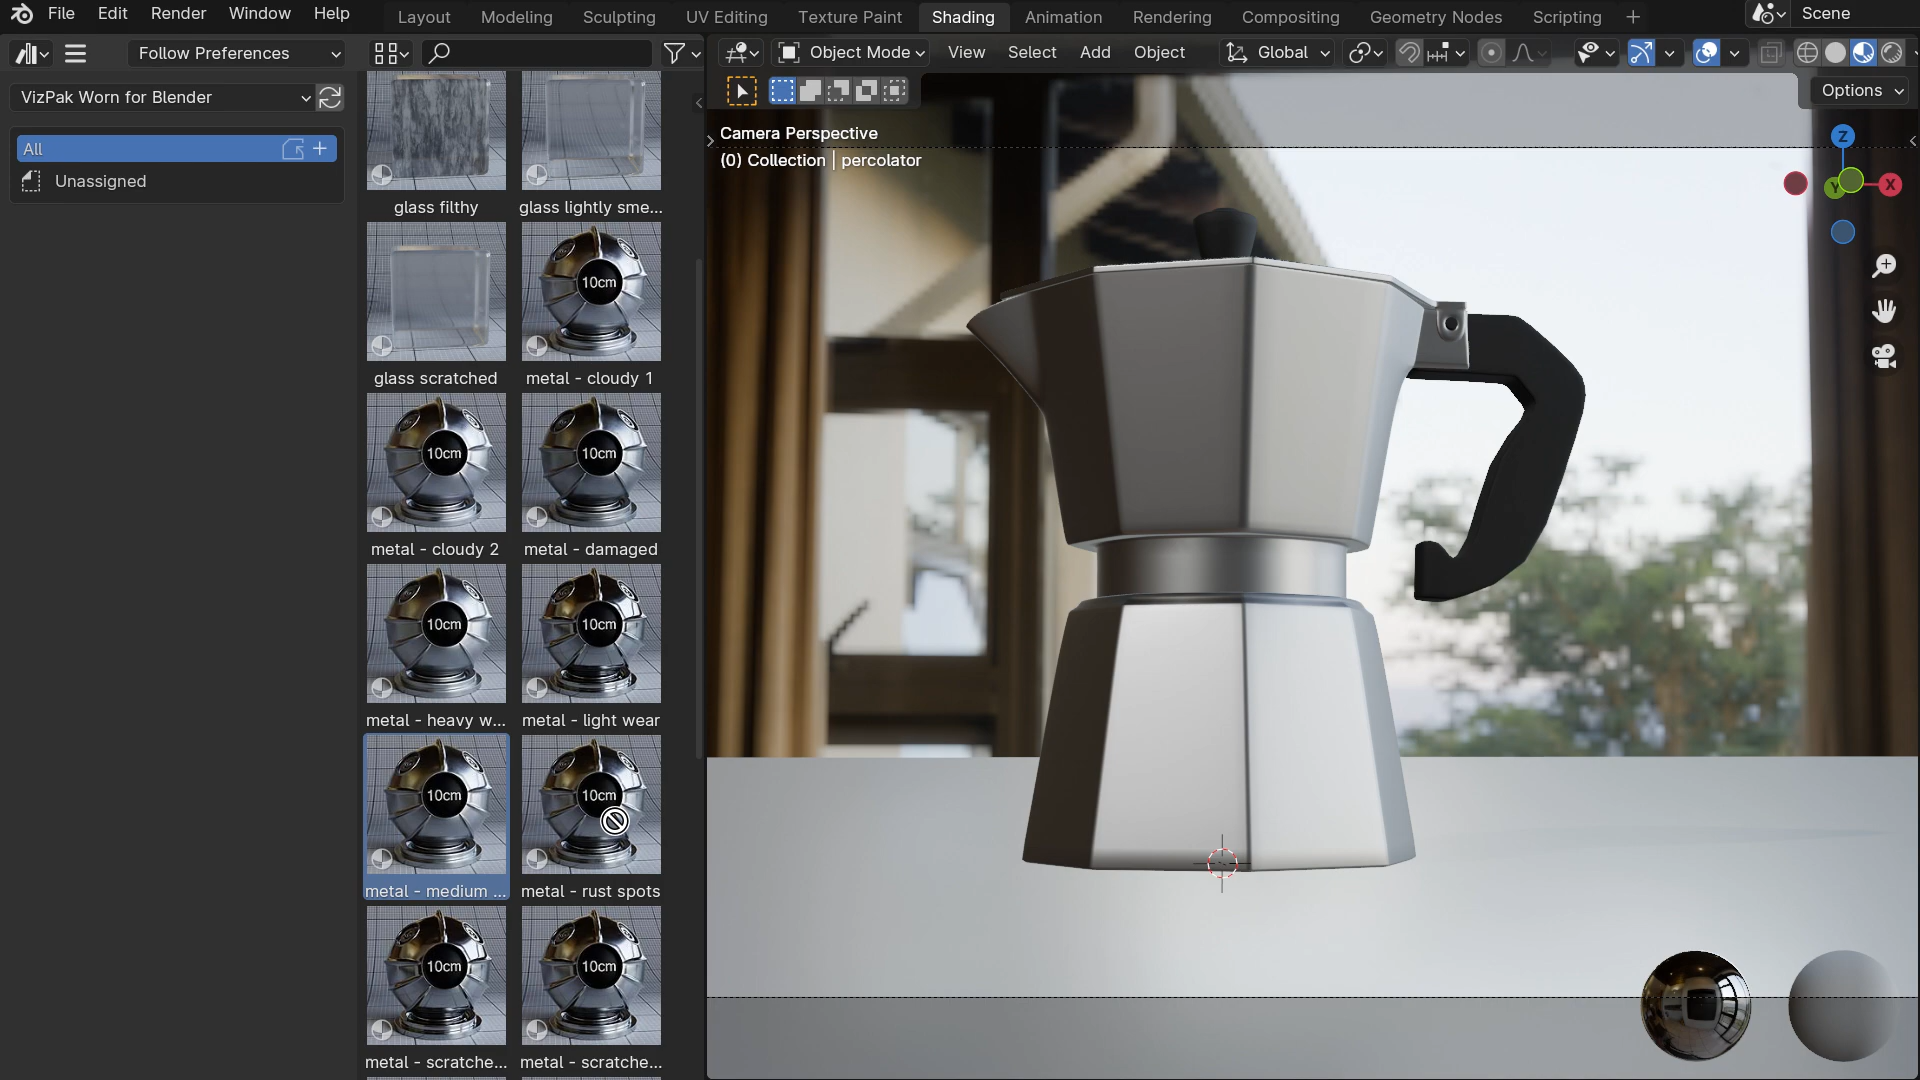 File Edit Render Window Help Layout Modeling Sculpting UV Editing Texture Paint Shading Animation Rendering Compositing Geometry Nodes Scripting Scene
Follow Preferences
Object Mode View Select Add Object Global
VizPak Worn for Blender
Options
All
Unassigned
Camera Perspective
(0) Collection | percolator
Z
Y
X
glass filthy
glass lightly sme...
10cm
glass scratched
metal - cloudy 1
10cm
10cm
metal - cloudy 2
metal - damaged
10cm
10cm
metal - heavy w...
metal - light wear
10cm
10cm
metal - medium ...
metal - rust spots
10cm
10cm
metal - scratche...
metal - scratche...